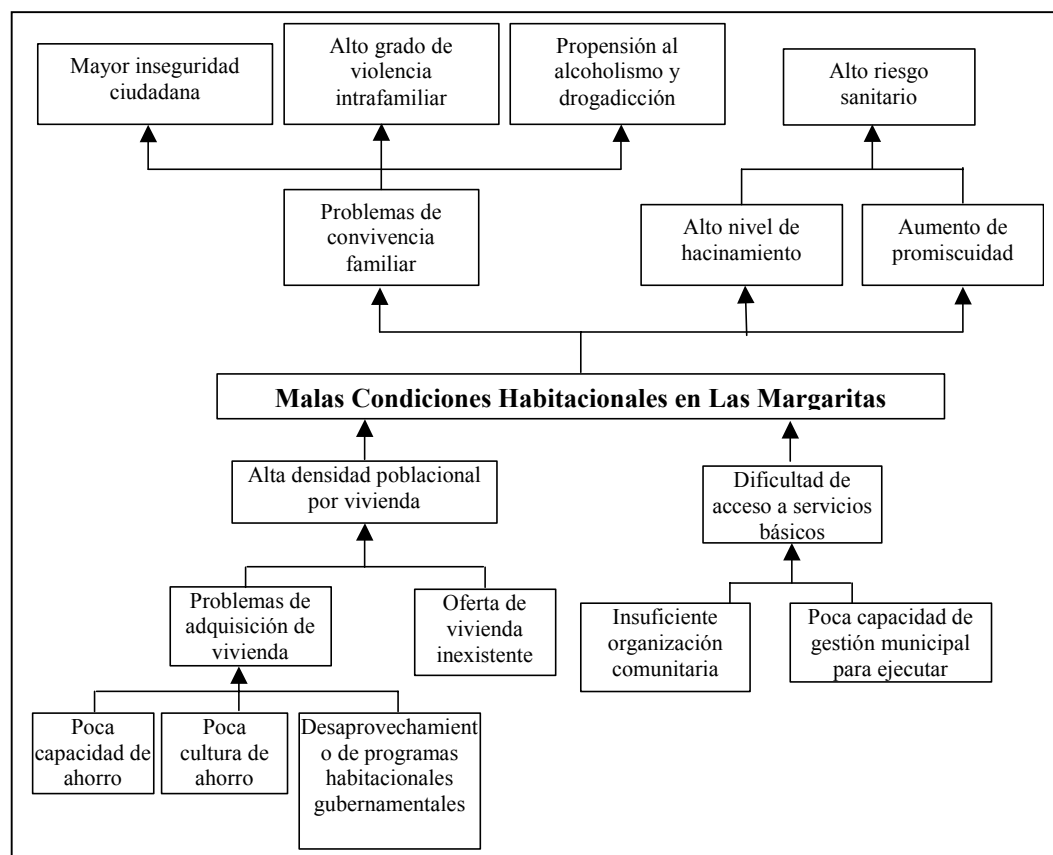 Mayor inseguridad
ciudadana
Alto grado de
violencia
intrafamiliar
Propensión al
alcoholismo y
drogadicción
Alto riesgo
sanitario
Problemas de
convivencia
familiar
Alto nivel de
hacinamiento
Aumento de
promiscuidad
Malas Condiciones Habitacionales en Las Margaritas
Alta densidad poblacional
por vivienda
Dificultad de
acceso a servicios
básicos
Problemas de
adquisición de
vivienda
Oferta de
vivienda
inexistente
Insuficiente
organización
comunitaria
Poca capacidad de
gestión municipal
para ejecutar
Poca
capacidad de
ahorro
Poca
cultura de
ahorro
Desaprovechamient
o de programas
habitacionales
gubernamentales